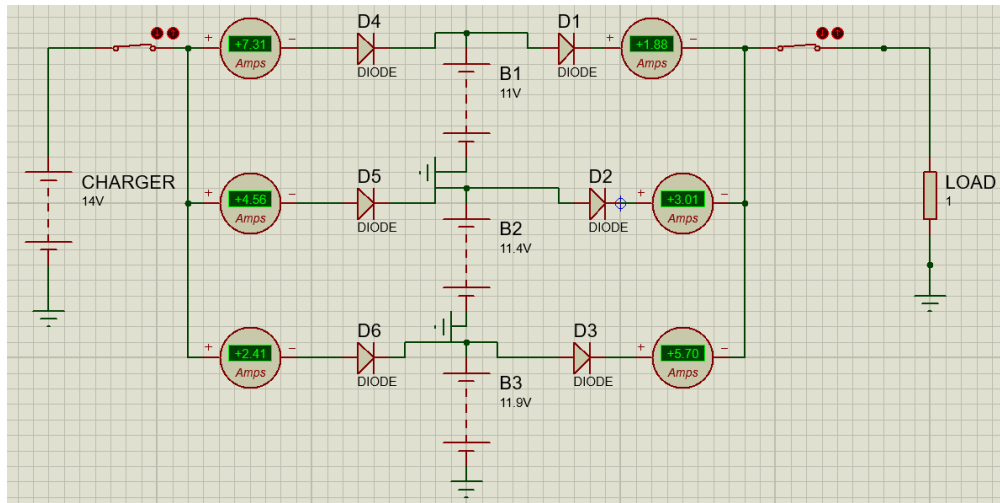 D4
D1
+
+7.31
-
Amps
DIODE
DIODE
+
+1.88
-
Amps
B1
11V
CHARGER
14V
D5
D2
LOAD
1
+
+4.56
-
Amps
DIODE
DIODE
+
+3.01
-
Amps
B2
11.4V
D6
D3
+
+2.41
-
Amps
DIODE
DIODE
+
+5.70
-
Amps
B3
11.9V